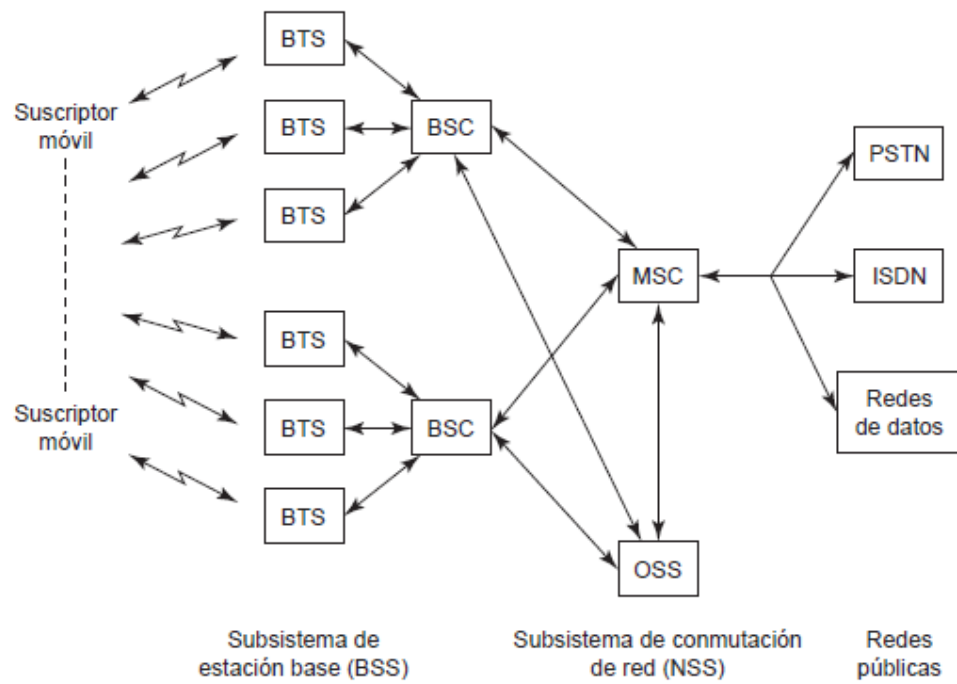 BTS
Suscriptor
móvil
BTS
BSC
BTS
PSTN
MSC
ISDN
BTS
Suscriptor
móvil
BTS
BSC
Redes
de datos
BTS
OSS
Subsistema de
estación base (BSS)
Subsistema de conmutación
de red (NSS)
Redes
públicas